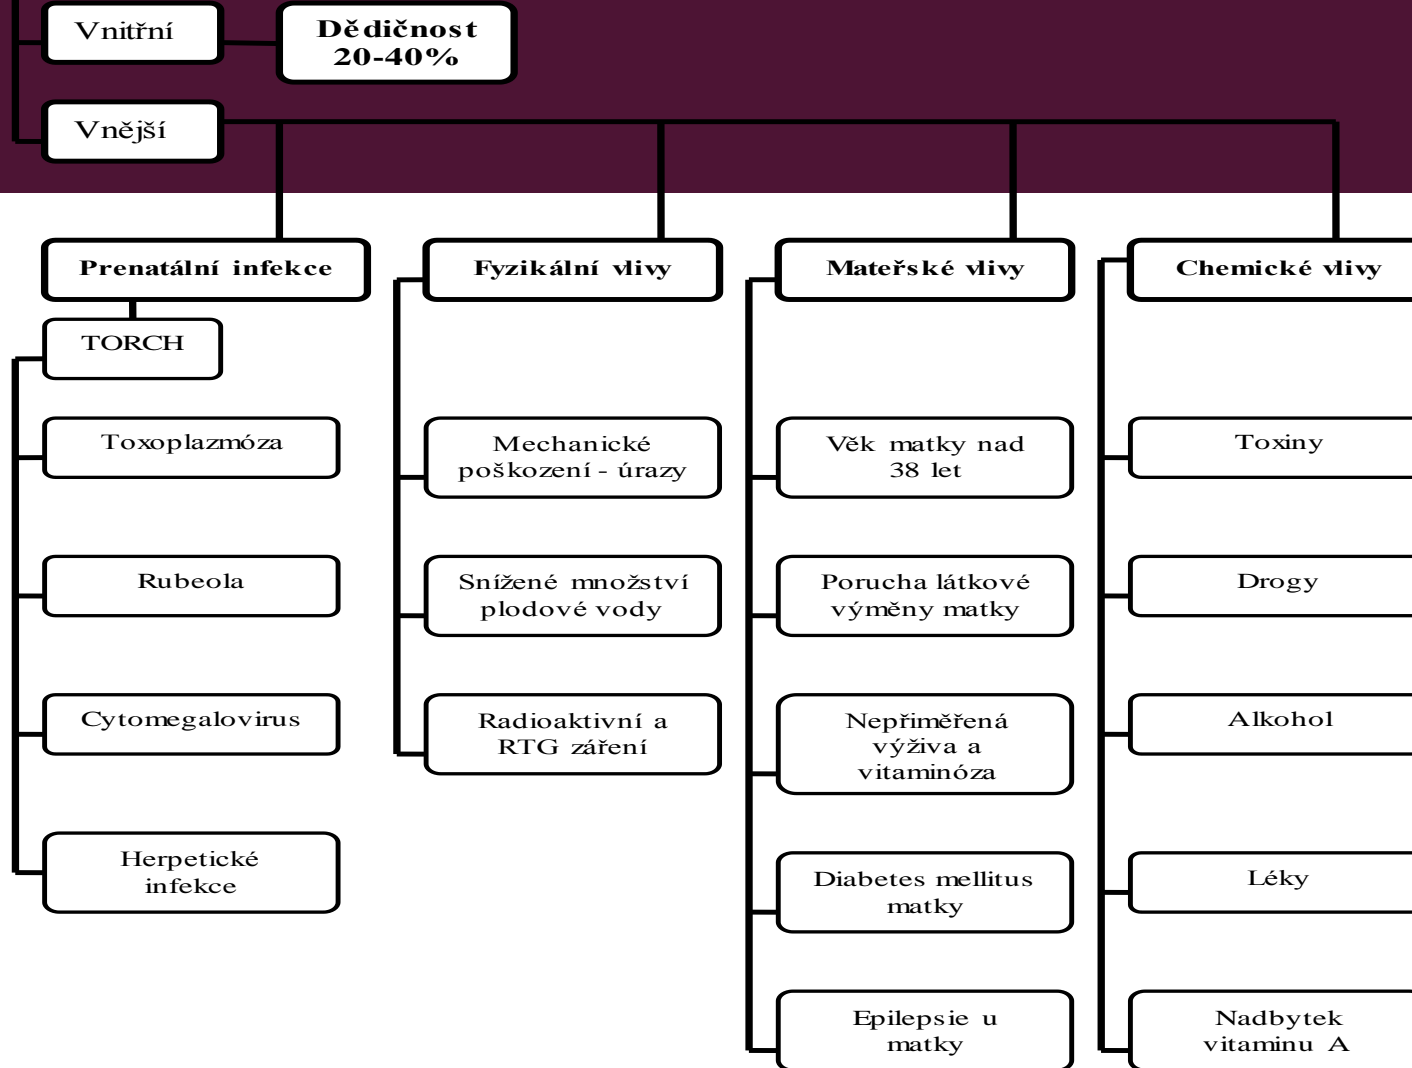 Vnitřní
Dědičnost
20-40%
Vnější
Prenatální infekce
TORCH
Toxoplazmóza
Rubeola
Cytomegalovirus
Herpetické
infekce
Fyzikální vlivy
Mechanické
poškození - úrazy
Snížené množství
plodové vody
Radioaktivní a
RTG záření
Mateřské vlivy
Věk matky nad
38 let
Porucha látkové
výměny matky
Nepřiměřená
výživa a
vitaminóza
Diabetes mellitus
matky
Epilepsie u
matky
Chemické vlivy
Toxiny
Drogy
Alkohol
Léky
Nadbytek
vitaminu A